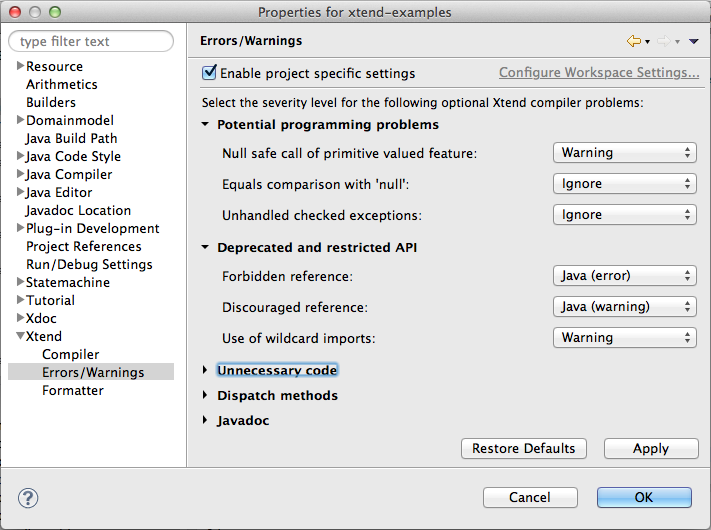 Properties for xtend-examples
type filter text
Errors/Warnings
Resource
Arithmetics
Builders
Domainmodel
Java Build Path
Java Code Style
Java Compiler
Java Editor
Javadoc Location
Plug-in Development
Project References
Run/Debug Settings
Statemachine
Tutorial
Xdoc
Xtend
Compiler
Errors/Warnings
Formatter
Enable project specific settings
Configure Workspace Settings...
Select the severity level for the following optional Xtend compiler problems:
Potential programming problems
Null safe call of primitive valued feature: Warning
Equals comparison with 'null': Ignore
Unhandled checked exceptions: Ignore
Deprecated and restricted API
Forbidden reference: Java (error)
Discouraged reference: Java (warning)
Use of wildcard imports: Warning
Unnecessary code
Dispatch methods
Javadoc
Restore Defaults Apply
? Cancel OK